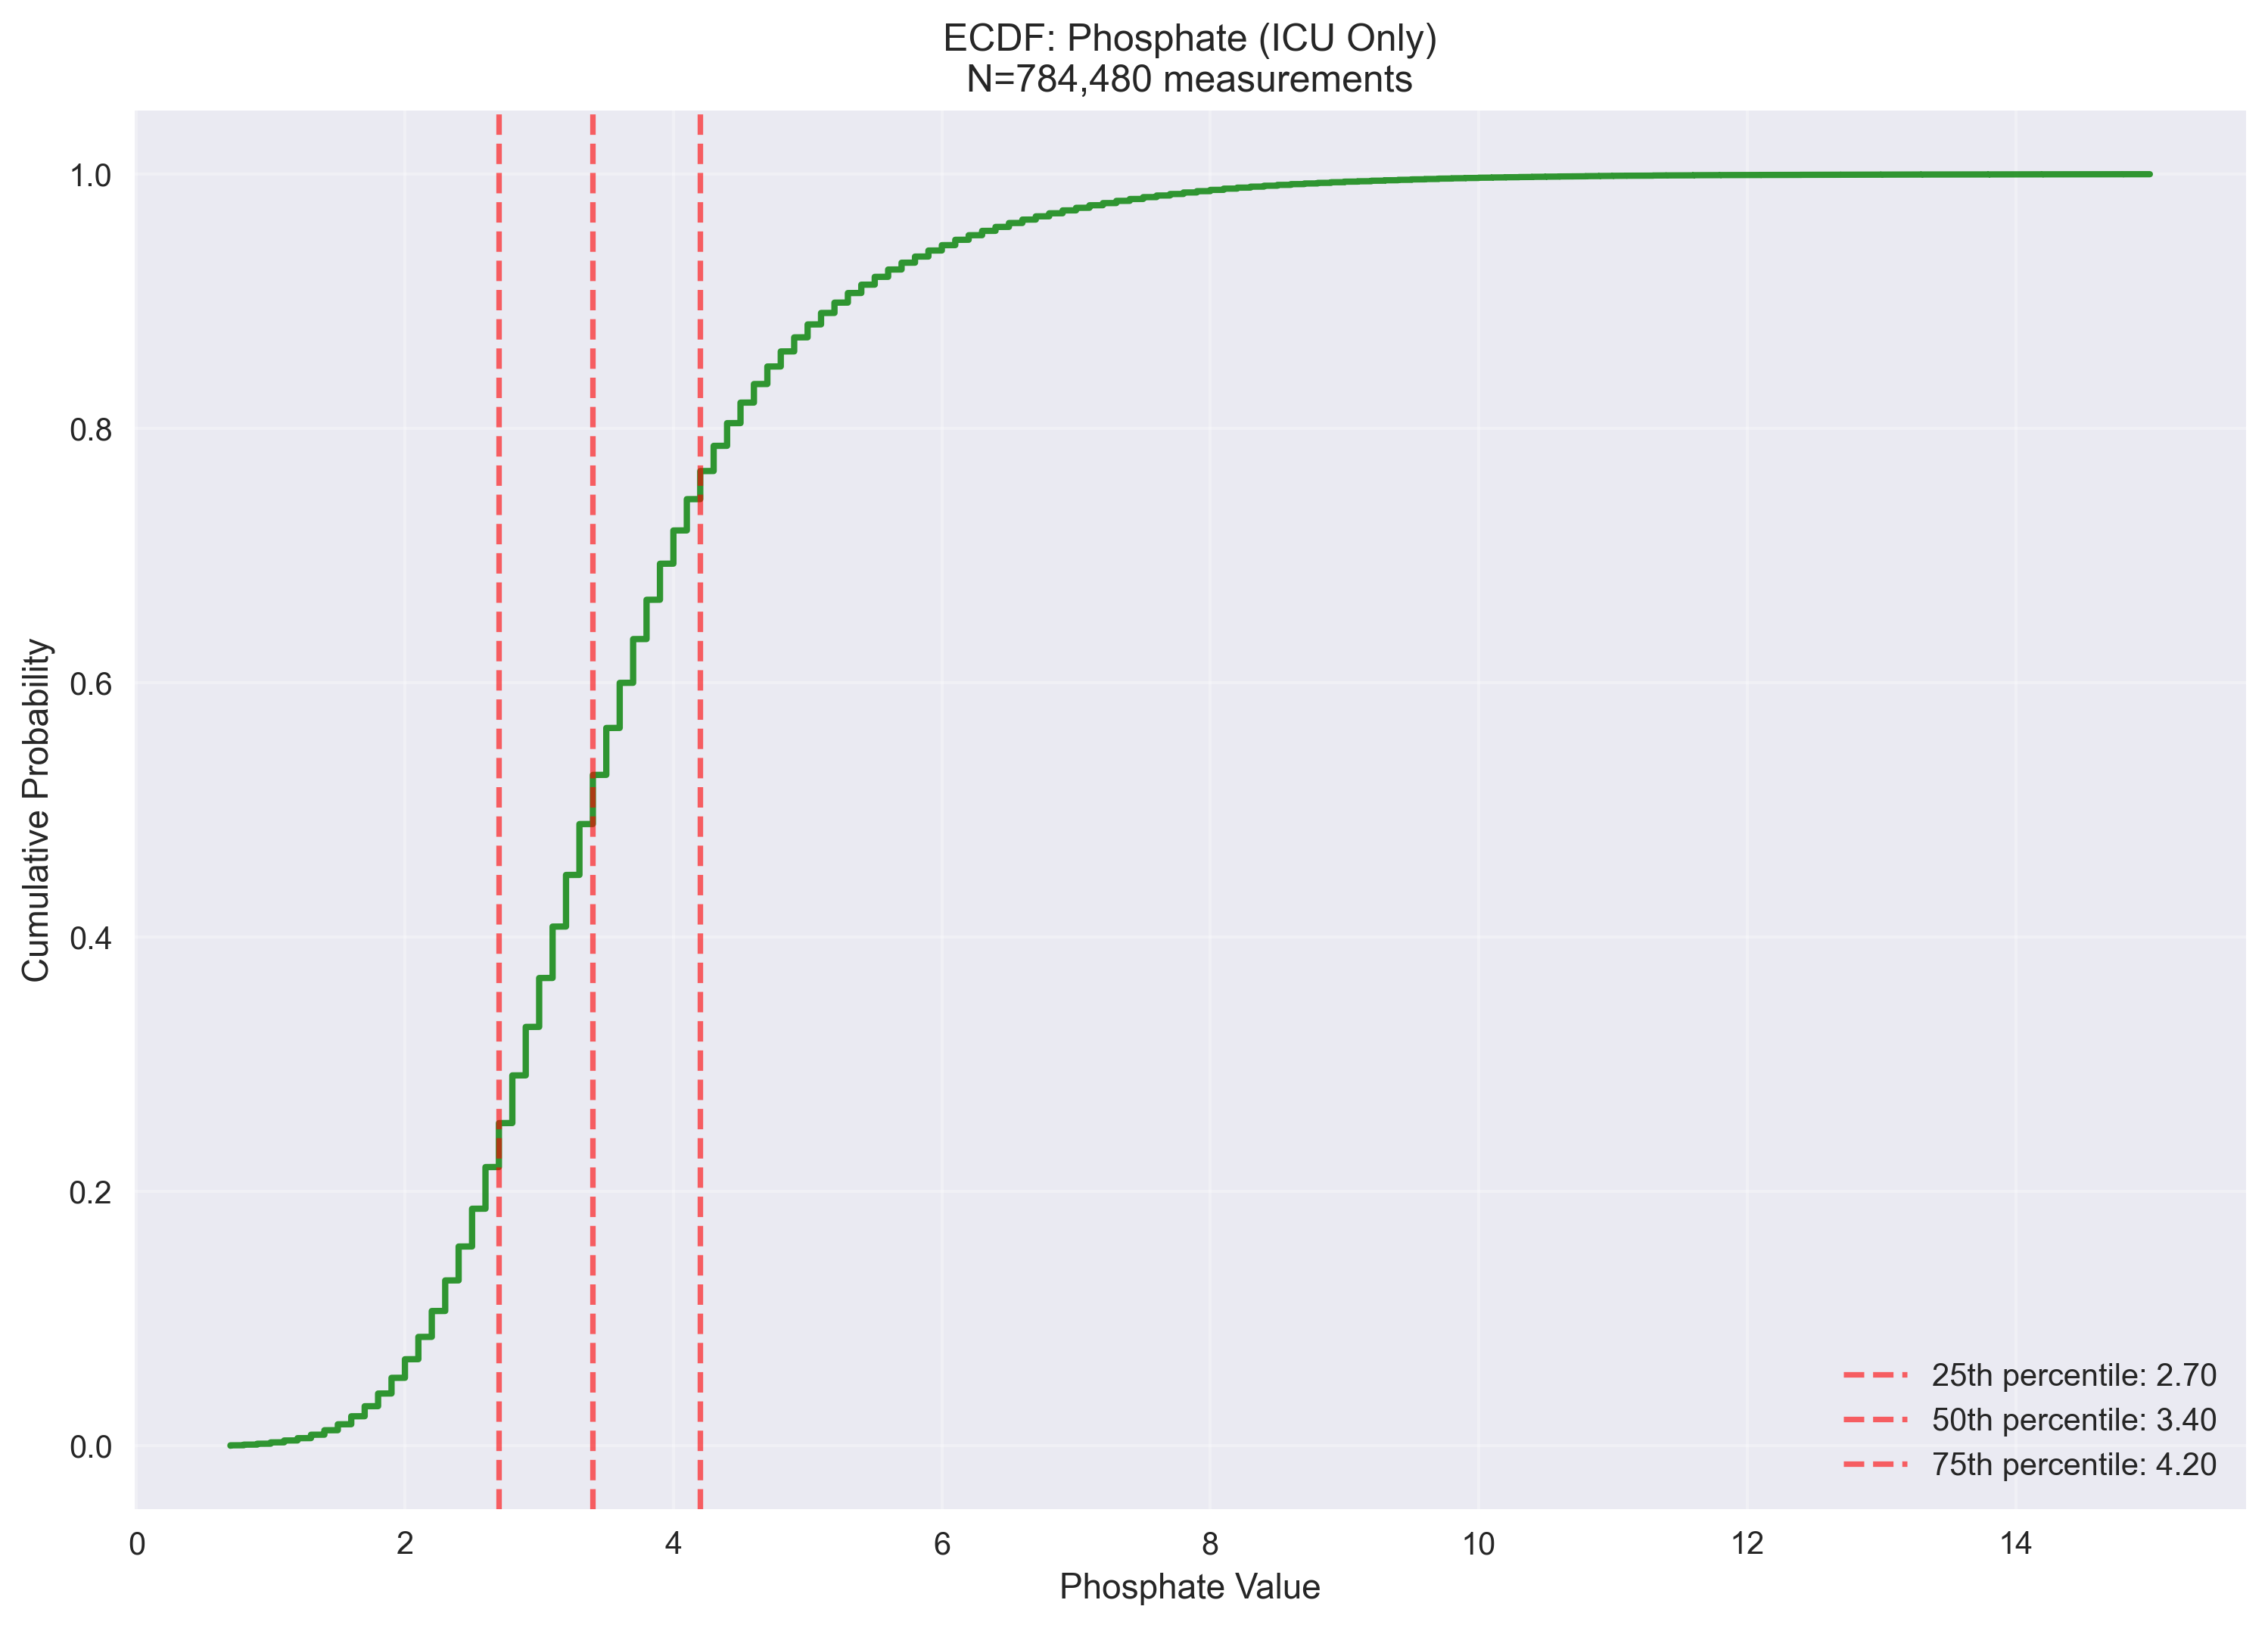 ECDF: Phosphate (ICU Only)
N=784,480 measurements
Cumulative Probability
1.0
0.8
0.6
0.4
0.2
0.0
0 2 4 6 8 10 12 14
Phosphate Value
25th percentile: 2.70
50th percentile: 3.40
75th percentile: 4.20